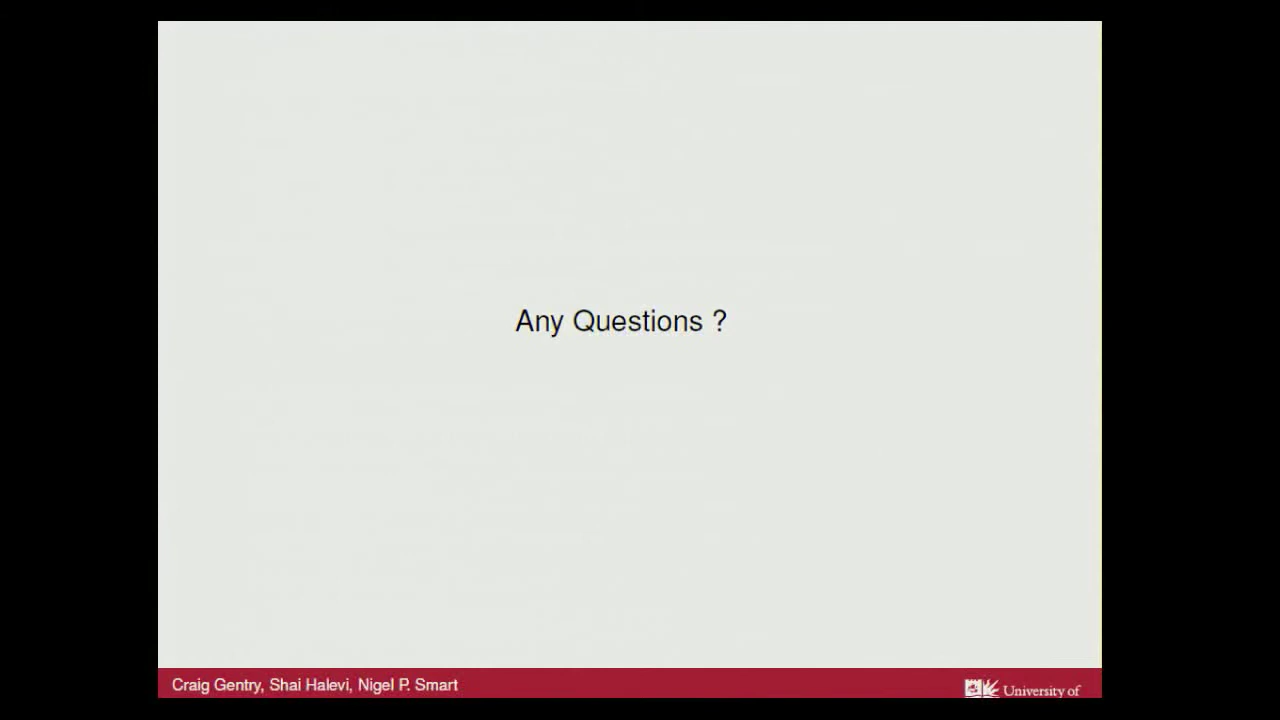 Any Questions ?
Craig Gentry, Shai Halevi, Nigel P. Smart
University of